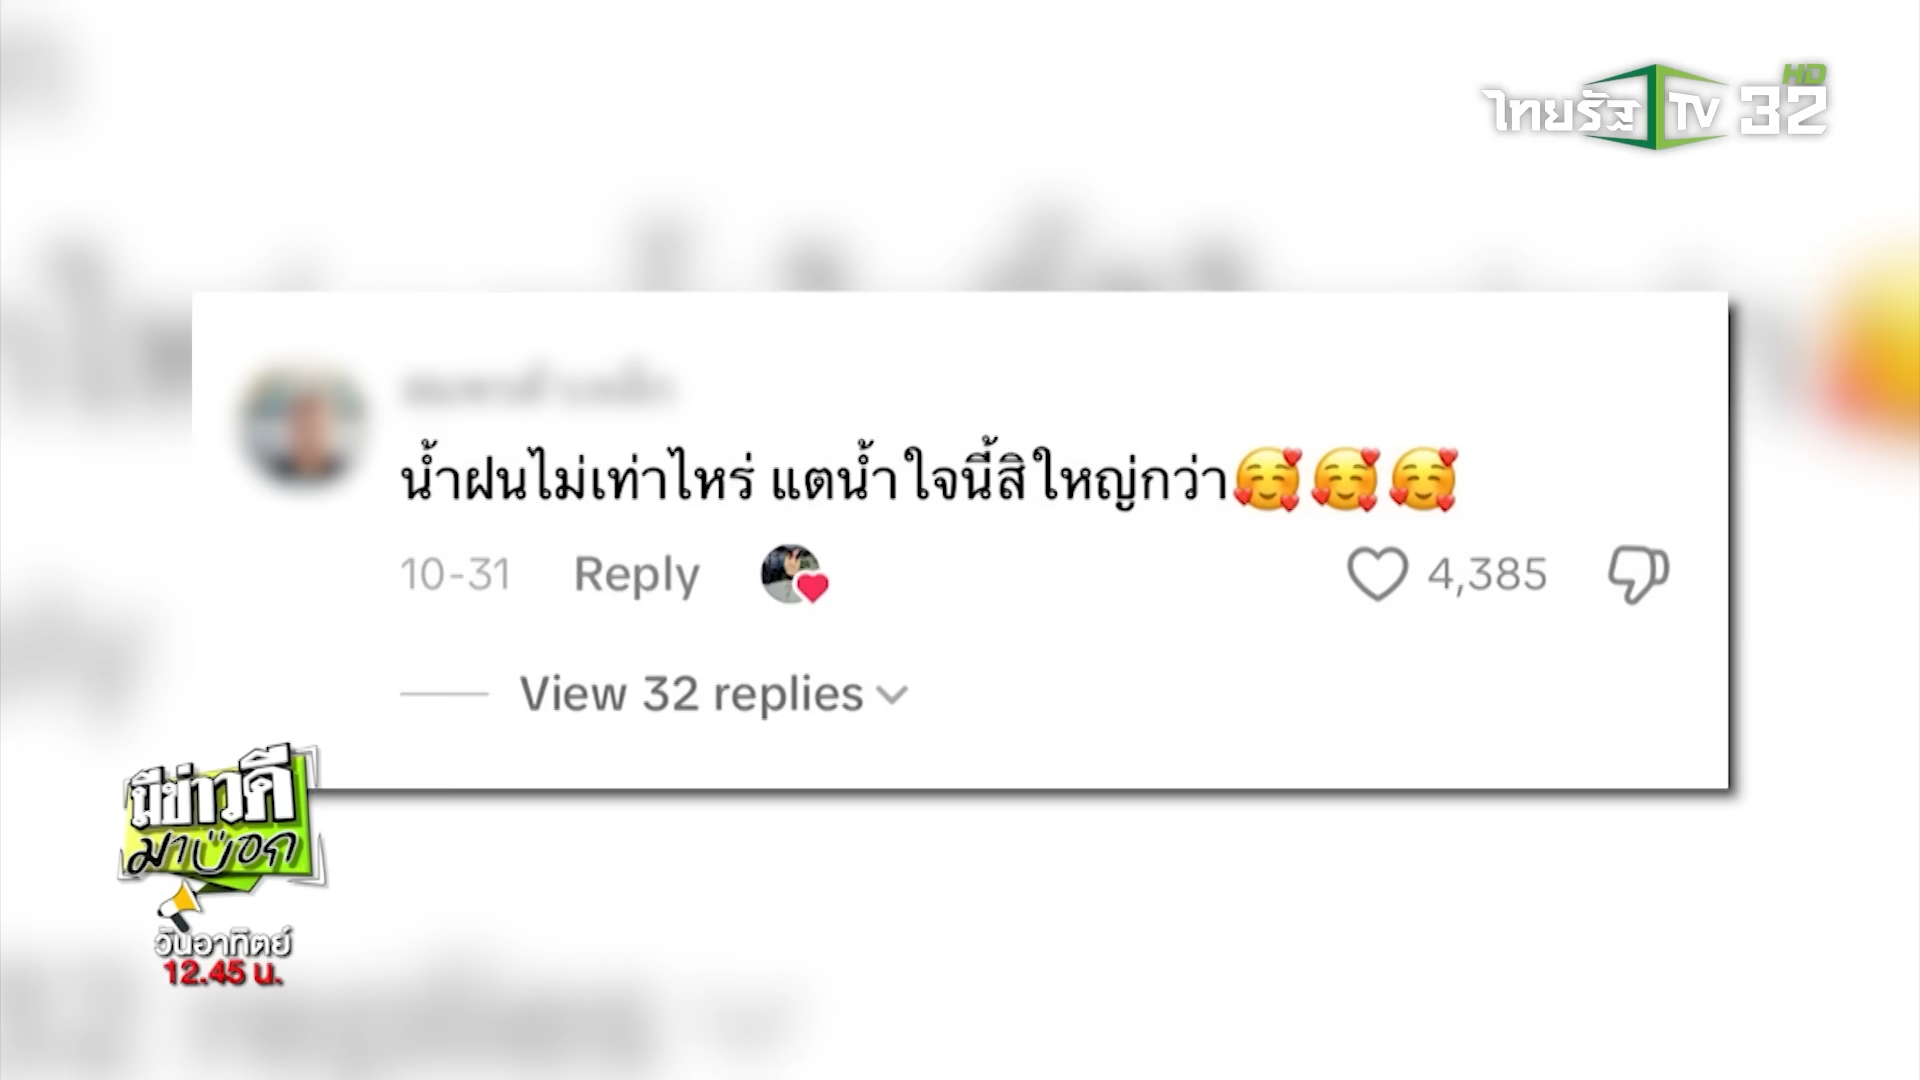 ไทยรัฐ TV 32 HD
น้ำฝนไม่เท่าไหร่ แตน้ำใจนี้สิใหญ่กว่า🥰🥰🥰
10-31 Reply 4,385
View 32 replies
มีข่าวดี
มาบอก
วันอาทิตย์
12.45 น.